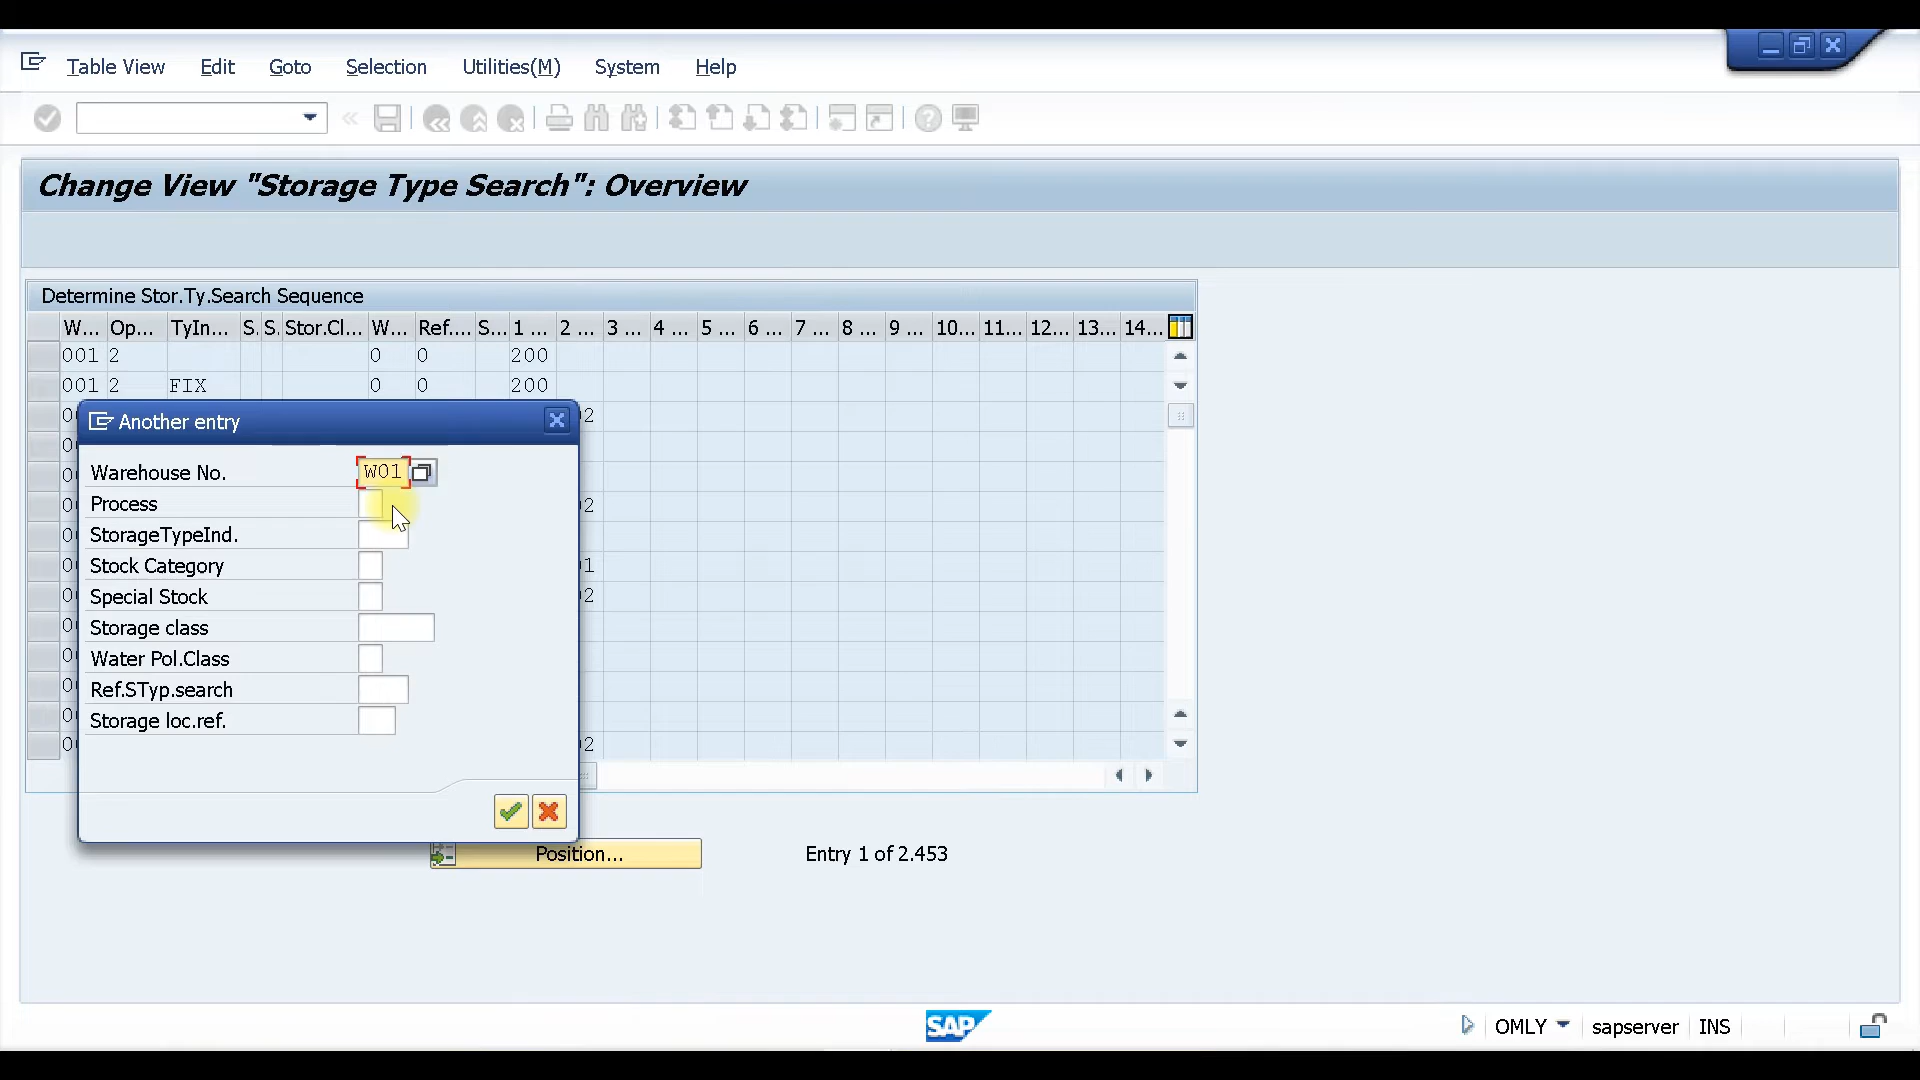 Table View Edit Goto Selection Utilities(M) System Help
Change View "Storage Type Search": Overview
Determine Stor.Ty.Search Sequence
W... Op... TyIn... S. S. Stor.Cl... W... Ref.... S... 1 ... 2 ... 3 ... 4 ... 5 ... 6 ... 7 ... 8 ... 9 ... 10... 11... 12... 13... 14...
001 2 0 0 200
001 2 FIX 0 0 200
Another entry
Warehouse No. W01
Process
StorageTypeInd.
Stock Category
Special Stock
Storage class
Water Pol.Class
Ref.STyp.search
Storage loc.ref.
Position... Entry 1 of 2.453
SAP OMLY sapserver INS